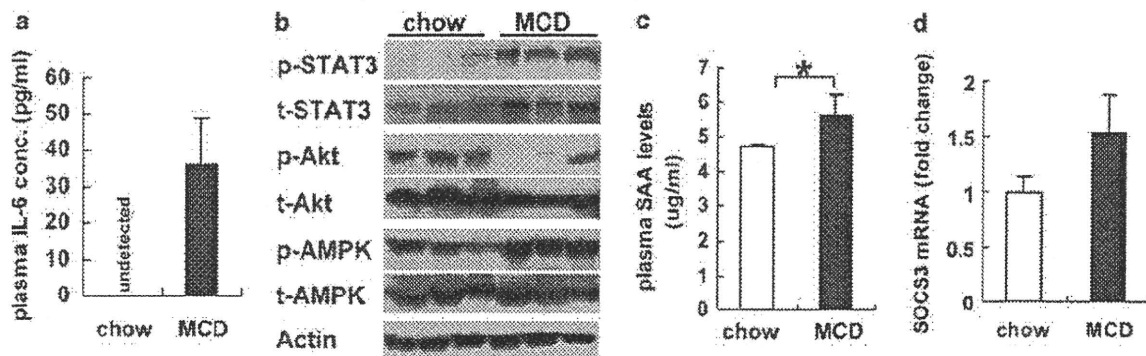 a
plasma IL-6 conc. (pg/ml)
60
50
40
30
20
10
0
undetected
chow MCD
b
chow MCD
p-STAT3
t-STAT3
p-Akt
t-Akt
p-AMPK
t-AMPK
Actin
c
plasma SAA levels
(ug/ml)
7
6
5
4
3
2
1
0
*
chow MCD
d
SOCS3 mRNA (fold change)
2
1.5
1
0.5
0
chow MCD